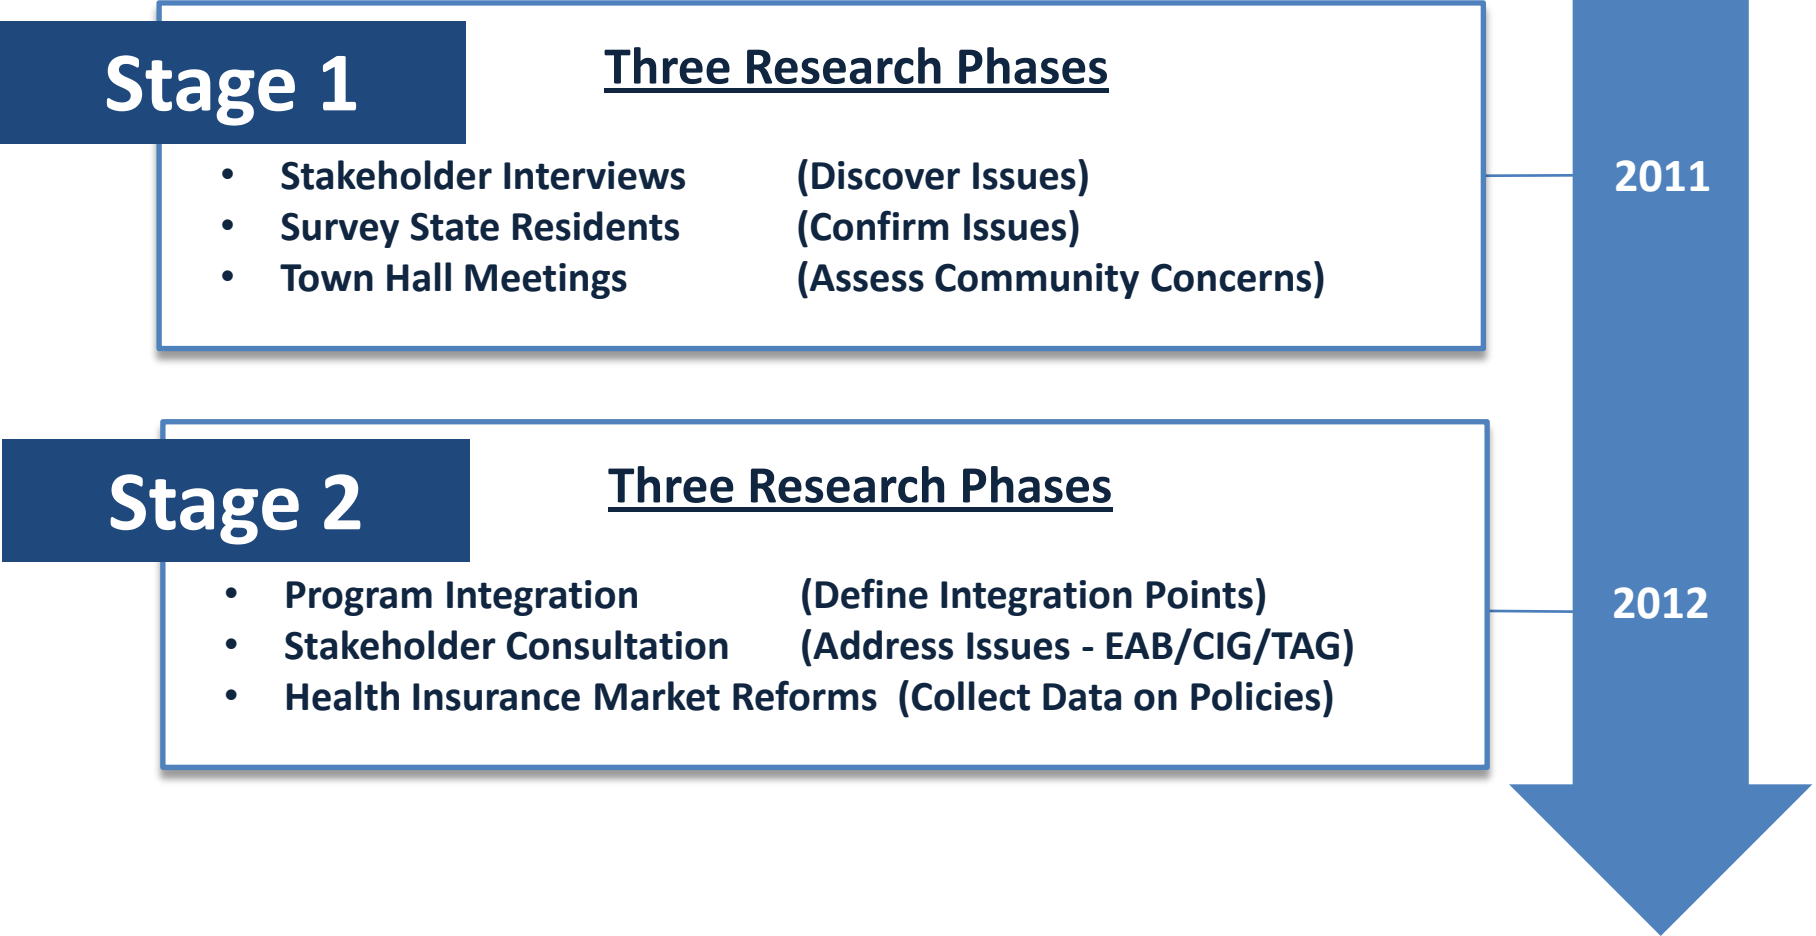 Stage 1
Three Research Phases
• Stakeholder Interviews (Discover Issues)
• Survey State Residents (Confirm Issues)
• Town Hall Meetings (Assess Community Concerns)
2011
Stage 2
Three Research Phases
• Program Integration (Define Integration Points)
• Stakeholder Consultation (Address Issues - EAB/CIG/TAG)
• Health Insurance Market Reforms (Collect Data on Policies)
2012